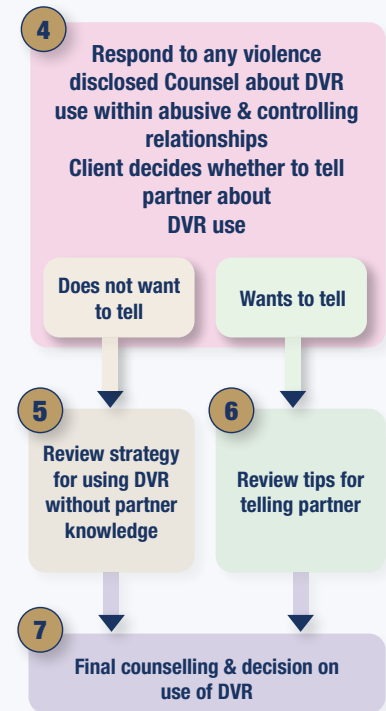 4
Respond to any violence
disclosed Counsel about DVR
use within abusive & controlling
relationships
Client decides whether to tell
partner about
DVR use
Does not want
to tell
Wants to tell
5
Review strategy
for using DVR
without partner
knowledge
6
Review tips for
telling partner
7
Final counselling & decision on
use of DVR